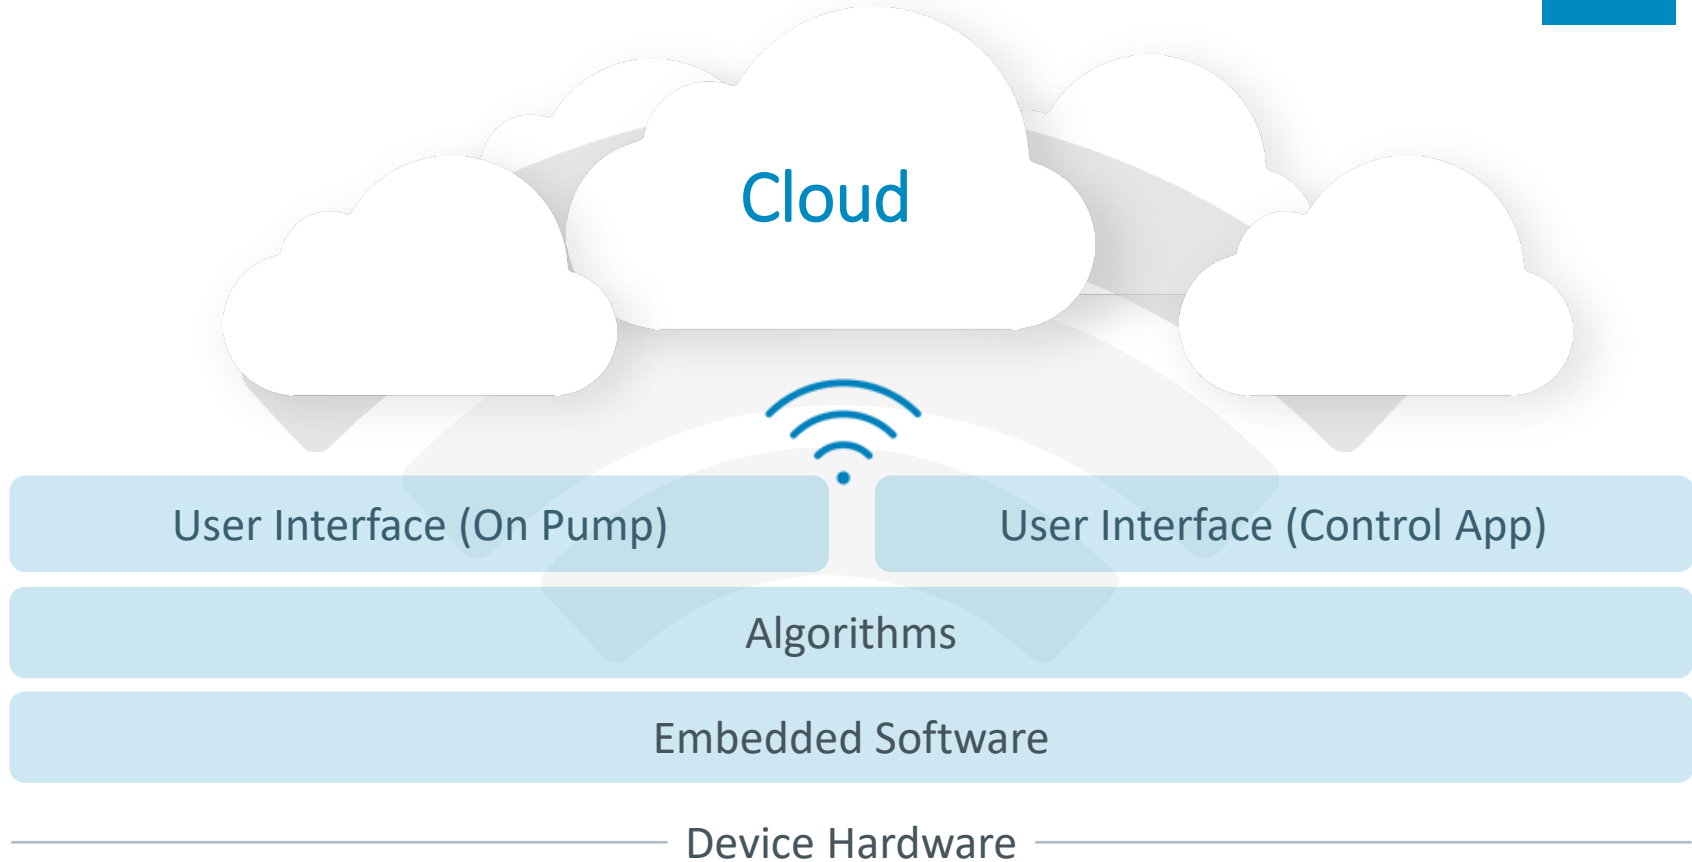 Cloud
User Interface (On Pump)
User Interface (Control App)
Algorithms
Embedded Software
Device Hardware